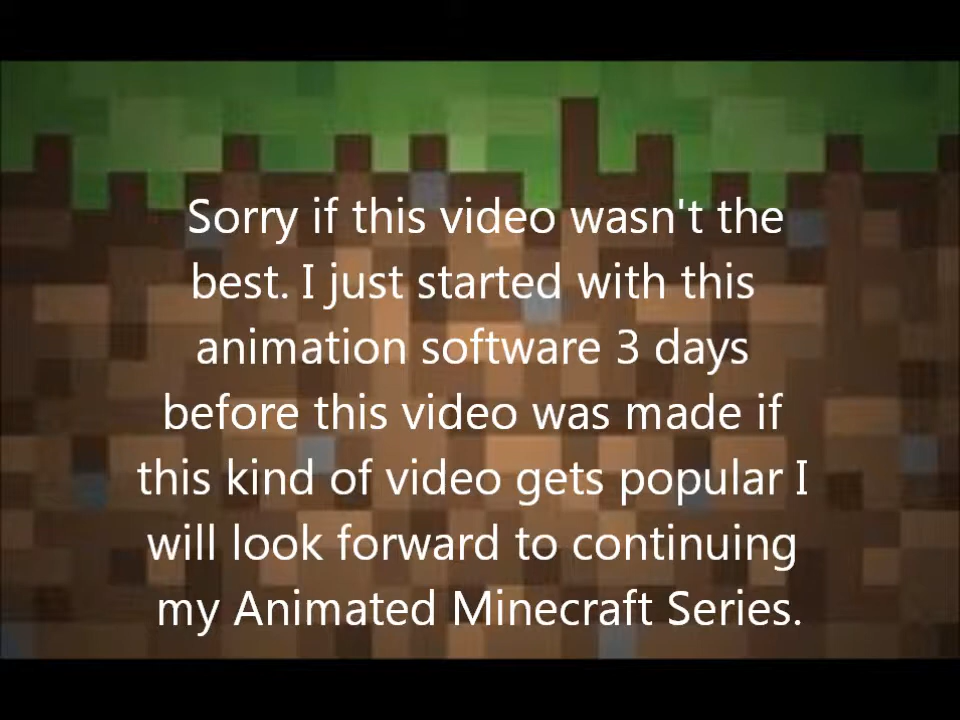 Sorry if this video wasn't the
best. I just started with this
animation software 3 days
before this video was made if
this kind of video gets popular I
will look forward to continuing
my Animated Minecraft Series.